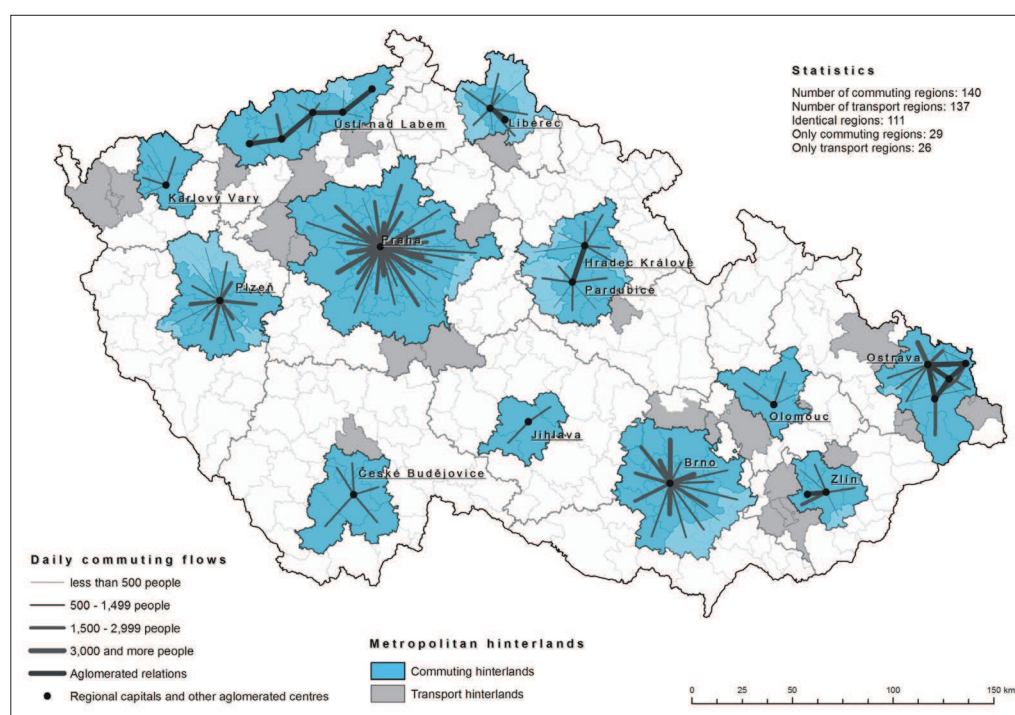 Statistics
Number of commuting regions: 140
Number of transport regions: 137
Identical regions: 111
Only commuting regions: 29
Only transport regions: 26
Ústí nad Labem
Liberec
Karlovy Vary
Praha
Hradec Králové
Plzeň
Pardubice
Ostrava
Olomouc
Jihlava
Brno
České Budějovice
Zlín
Daily commuting flows
less than 500 people
500 - 1,499 people
1,500 - 2,999 people
3,000 and more people
Aglomerated relations
Regional capitals and other aglomerated centres
Metropolitan hinterlands
Commuting hinterlands
Transport hinterlands
0 25 50 100 150 km